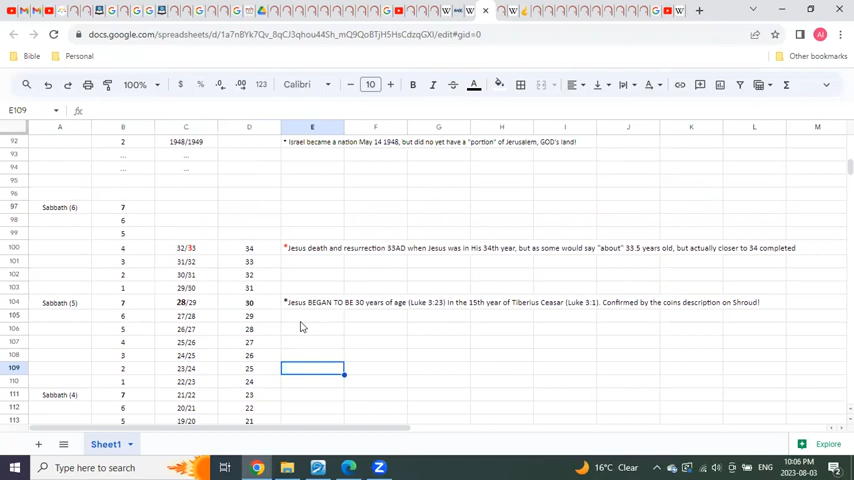 docs.google.com/spreadsheets/d/1a7nBYk7Qv_8qCJ3qhou44Sh_mQ9QoBTjH5HsCdzqGXI/edit#gid=0
AI
Bible Personal Other bookmarks
100% $ % .0 .00 123 Calibri 10 B I A
E109 fx
A B C D E F G H I J K L M
92 2 1948/1949 * Israel became a nation May 14 1948, but did no yet have a "portion" of Jerusalem, GOD's land!
93 ... ...
94 ... ...
95
96
97 Sabbath (6) 7
98 6
99 5
100 4 32/33 34 *Jesus death and resurrection 33AD when Jesus was in His 34th year, but as some would say "about" 33.5 years old, but actually closer to 34 completed
101 3 31/32 33
102 2 30/31 32
103 1 29/30 31
104 Sabbath (5) 7 28/29 30 *Jesus BEGAN TO BE 30 years of age (Luke 3:23) In the 15th year of Tiberius Ceasar (Luke 3:1). Confirmed by the coins description on Shroud!
105 6 27/28 29
106 5 26/27 28
107 4 25/26 27
108 3 24/25 26
109 2 23/24 25
110 1 22/23 24
111 Sabbath (4) 7 21/22 23
112 6 20/21 22
113 5 19/20 21
Sheet1 Explore
Type here to search 16°C Clear ENG 10:06 PM
2023-08-03 2